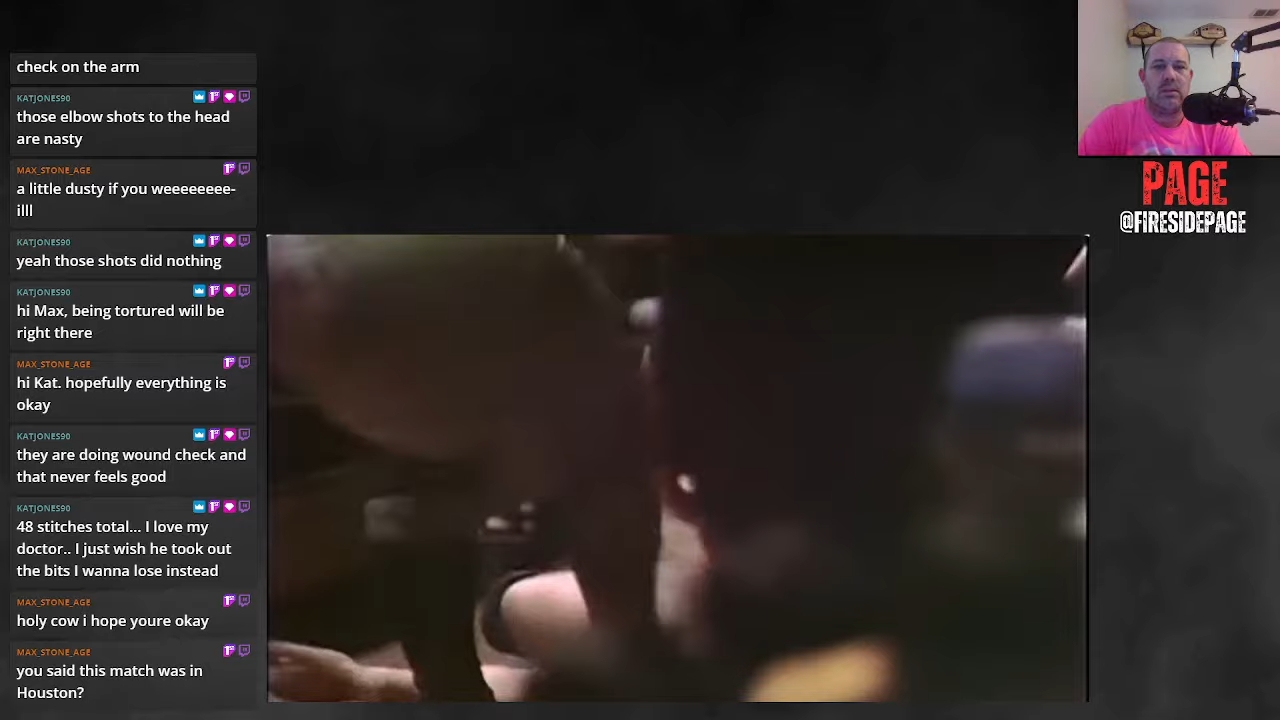 check on the arm
KATJONES90
those elbow shots to the head
are nasty
MAX_STONE_AGE
a little dusty if you weeeeeeee-
illl
KATJONES90
yeah those shots did nothing
KATJONES90
hi Max, being tortured will be
right there
MAX_STONE_AGE
hi Kat. hopefully everything is
okay
KATJONES90
they are doing wound check and
that never feels good
KATJONES90
48 stitches total... I love my
doctor.. I just wish he took out
the bits I wanna lose instead
MAX_STONE_AGE
holy cow i hope youre okay
MAX_STONE_AGE
you said this match was in
Houston?
PAGE
@FIRESIDEPAGE